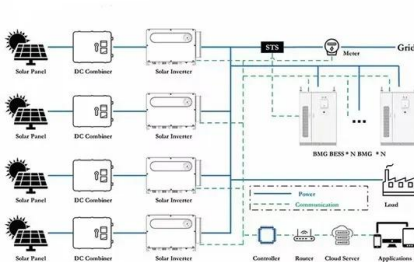 STS
Meter
Grid
Solar Panel DC Combiner Solar Inverter
Solar Panel DC Combiner Solar Inverter
BMG BESS * N BMG * N
Solar Panel DC Combiner Solar Inverter
Power
Communication
Load
Solar Panel DC Combiner Solar Inverter
Controller Router Cloud Server Applications